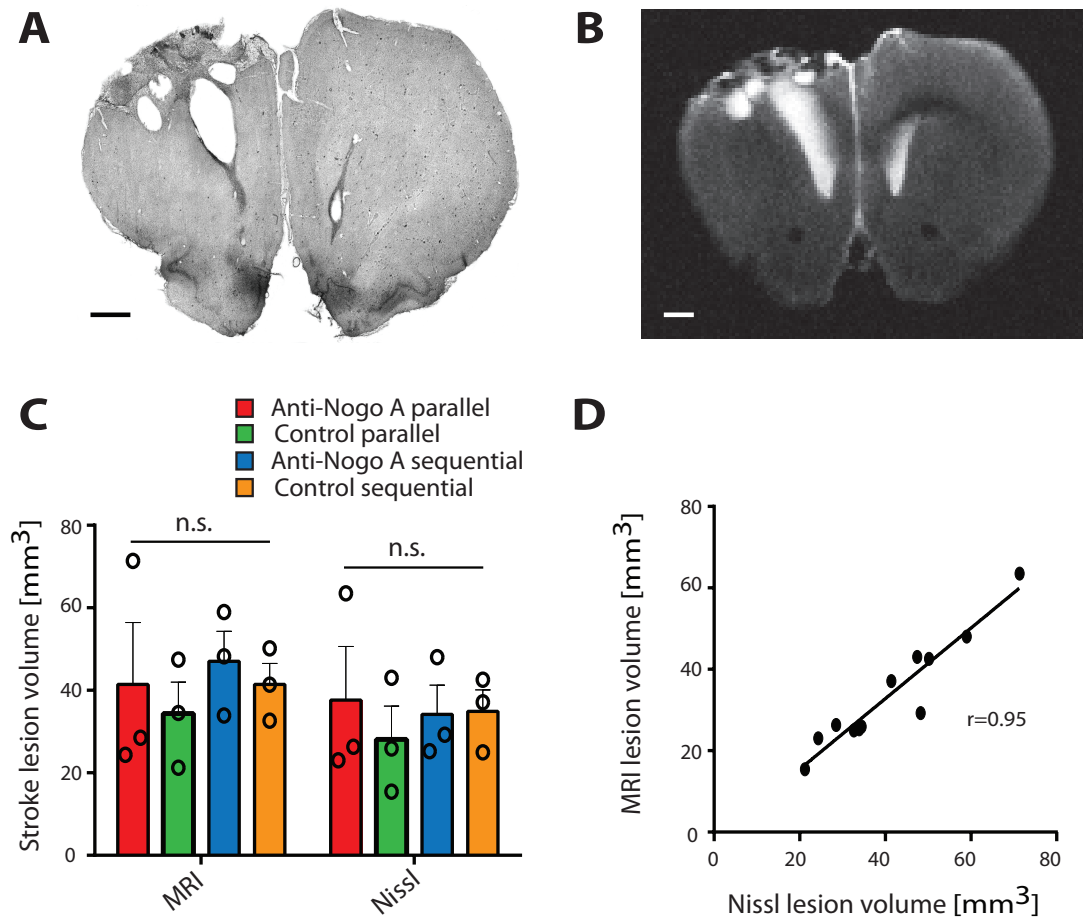 A
B
C
Anti-Nogo A parallel
Control parallel
Anti-Nogo A sequential
Control sequential
Stroke lesion volume [mm³]
80
60
40
20
0
n.s.
n.s.
MRI
Nissl
D
MRI lesion volume [mm³]
80
60
40
20
0
r=0.95
0 20 40 60 80
Nissl lesion volume [mm³]